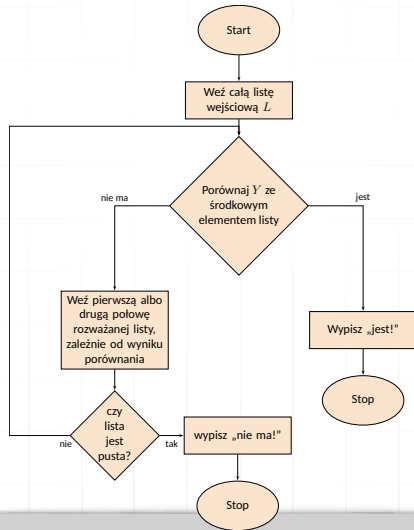 Start
Weź całą listę
wejściową L
Porównaj Y ze
środkowym
elementem listy
nie ma
jest
Weź pierwszą albo
drugą połowę
rozważanej listy,
zależnie od wyniku
porównania
Wypisz „jest!”
Stop
czy
lista
jest
pusta?
nie
tak
wypisz „nie ma!”
Stop